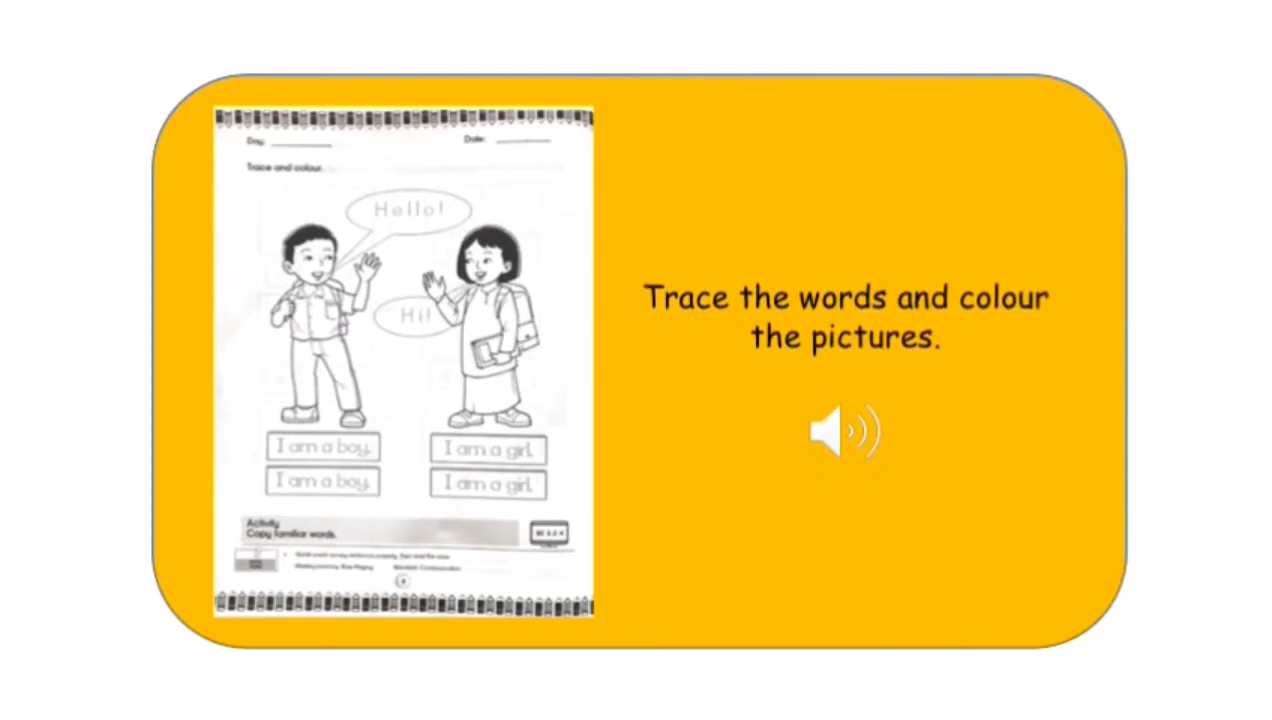 Day: 
Date: 
Trace and colour.
Hello!
Hi!
I am a boy.
I am a girl.
I am a boy.
I am a girl.
Activity
Copy familiar words.
Trace the words and colour
the pictures.